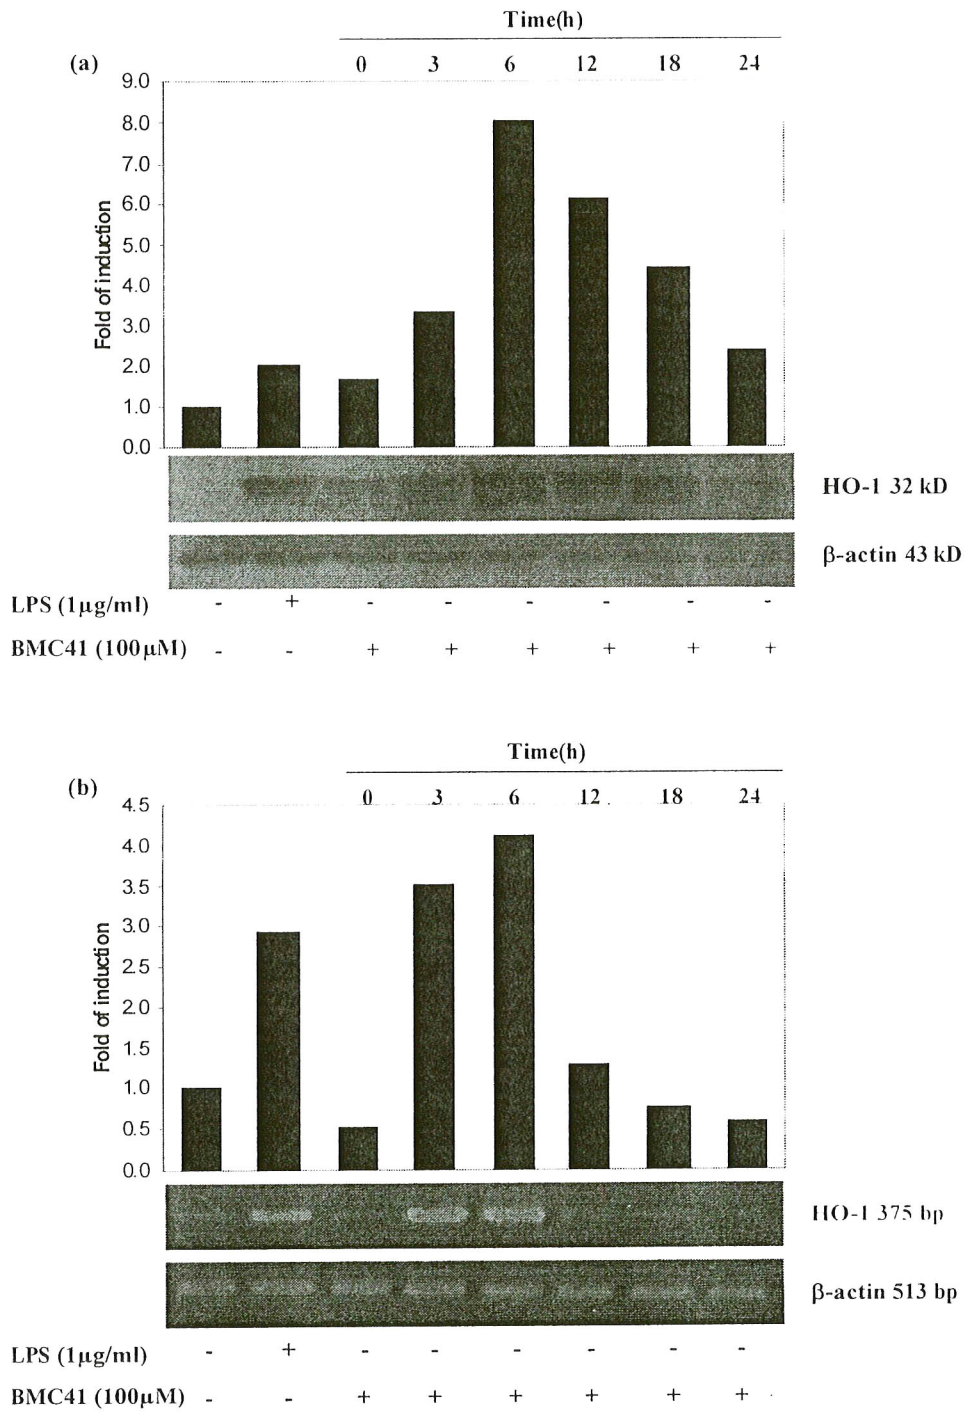 Time(h)
(a)
0 3 6 12 18 24
9.0
8.0
7.0
6.0
5.0
4.0
3.0
2.0
1.0
0.0
Fold of induction
HO-1 32 kD
β-actin 43 kD
LPS (1μg/ml) - + - - - - - -
BMC41 (100μM) - - + + + + + +
Time(h)
(b)
0 3 6 12 18 24
4.5
4.0
3.5
3.0
2.5
2.0
1.5
1.0
0.5
0.0
Fold of induction
HO-1 375 bp
β-actin 513 bp
LPS (1μg/ml) - + - - - - - -
BMC41 (100μM) - - + + + + + +